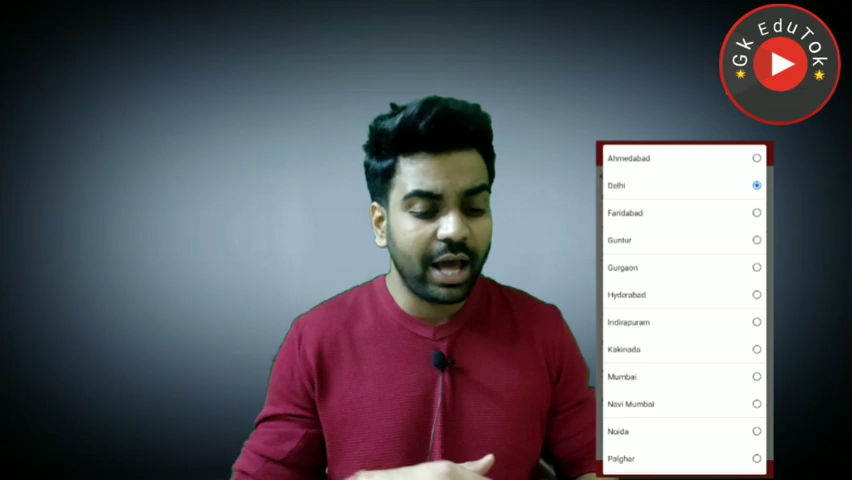 GK EduTok
Ahmedabad
Delhi
Faridabad
Guntur
Gurgaon
Hyderabad
Indirapuram
Kakinada
Mumbai
Navi Mumbai
Noida
Palghar